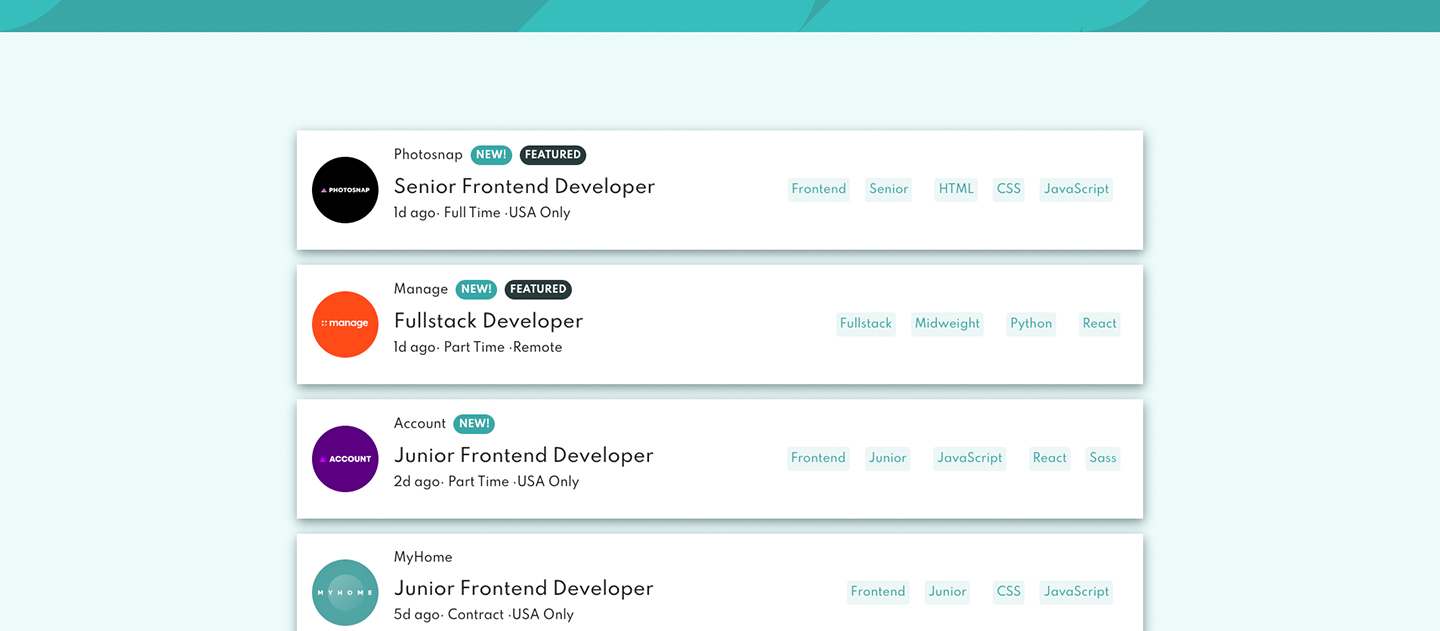 Photosnap NEW! FEATURED
PHOTOSNAP
Senior Frontend Developer
Frontend Senior HTML CSS JavaScript
1d ago· Full Time ·USA Only
Manage NEW! FEATURED
manage
Fullstack Developer
Fullstack Midweight Python React
1d ago· Part Time ·Remote
Account NEW!
ACCOUNT
Junior Frontend Developer
Frontend Junior JavaScript React Sass
2d ago· Part Time ·USA Only
MyHome
MYHOME
Junior Frontend Developer
Frontend Junior CSS JavaScript
5d ago· Contract ·USA Only